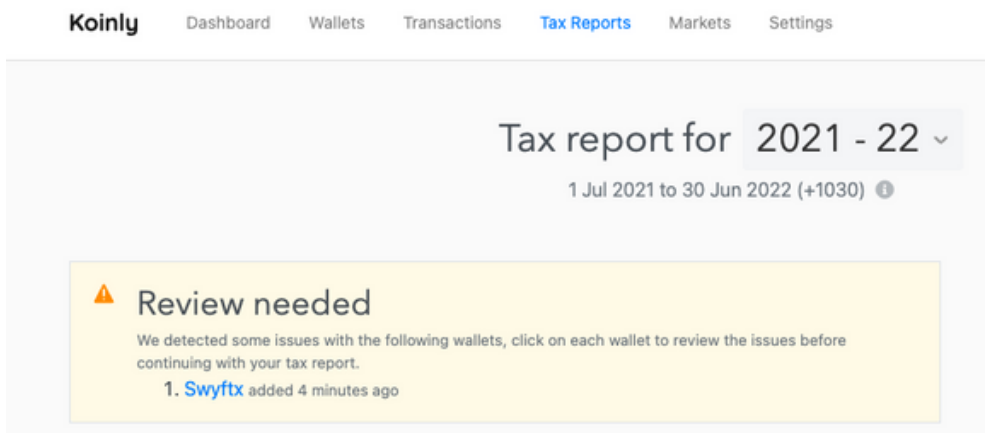 Koinly Dashboard Wallets Transactions Tax Reports Markets Settings
Tax report for 2021 - 22
1 Jul 2021 to 30 Jun 2022 (+1030)
Review needed
We detected some issues with the following wallets, click on each wallet to review the issues before
continuing with your tax report.
1. Swyftx added 4 minutes ago